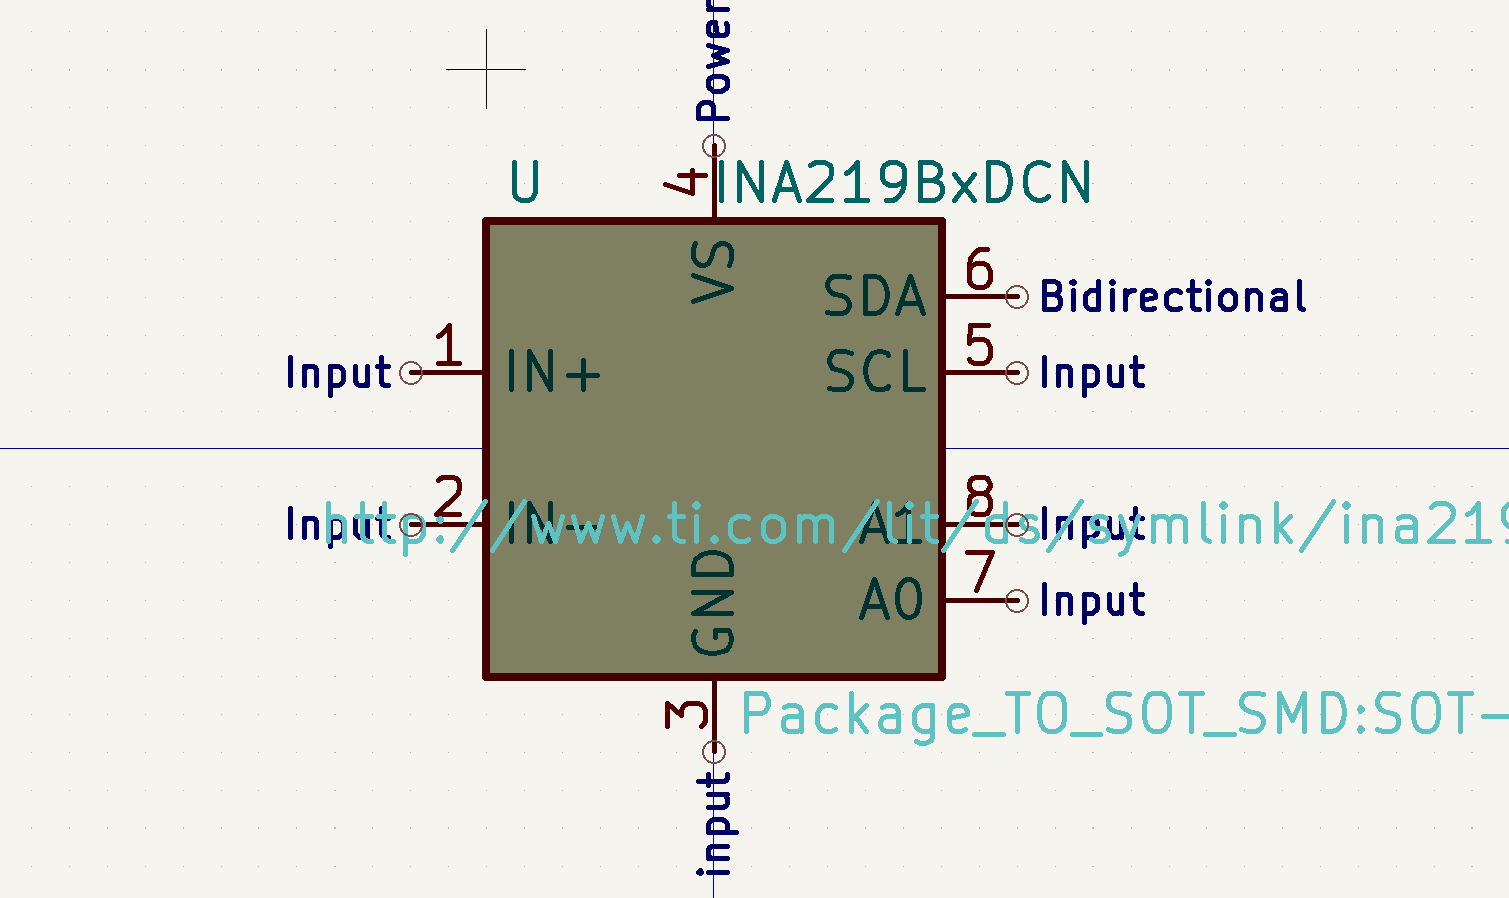 Power
4
U
INA219BxDCN
VS
SDA
6
Bidirectional
Input
1
IN+
SCL
5
Input
Input
2
IN-
A1
8
Input
http://www.ti.com/lit/ds/symlink/ina219
GND
A0
7
Input
3
Package_TO_SOT_SMD:SOT-
input